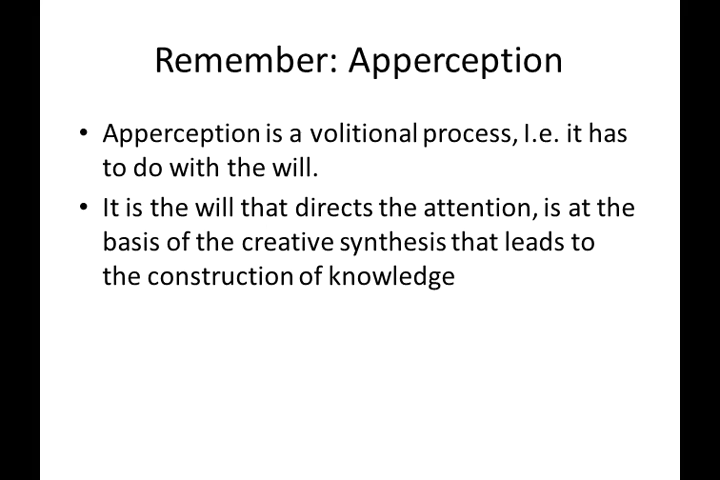 Remember: Apperception
• Apperception is a volitional process, I.e. it has
to do with the will.
• It is the will that directs the attention, is at the
basis of the creative synthesis that leads to
the construction of knowledge